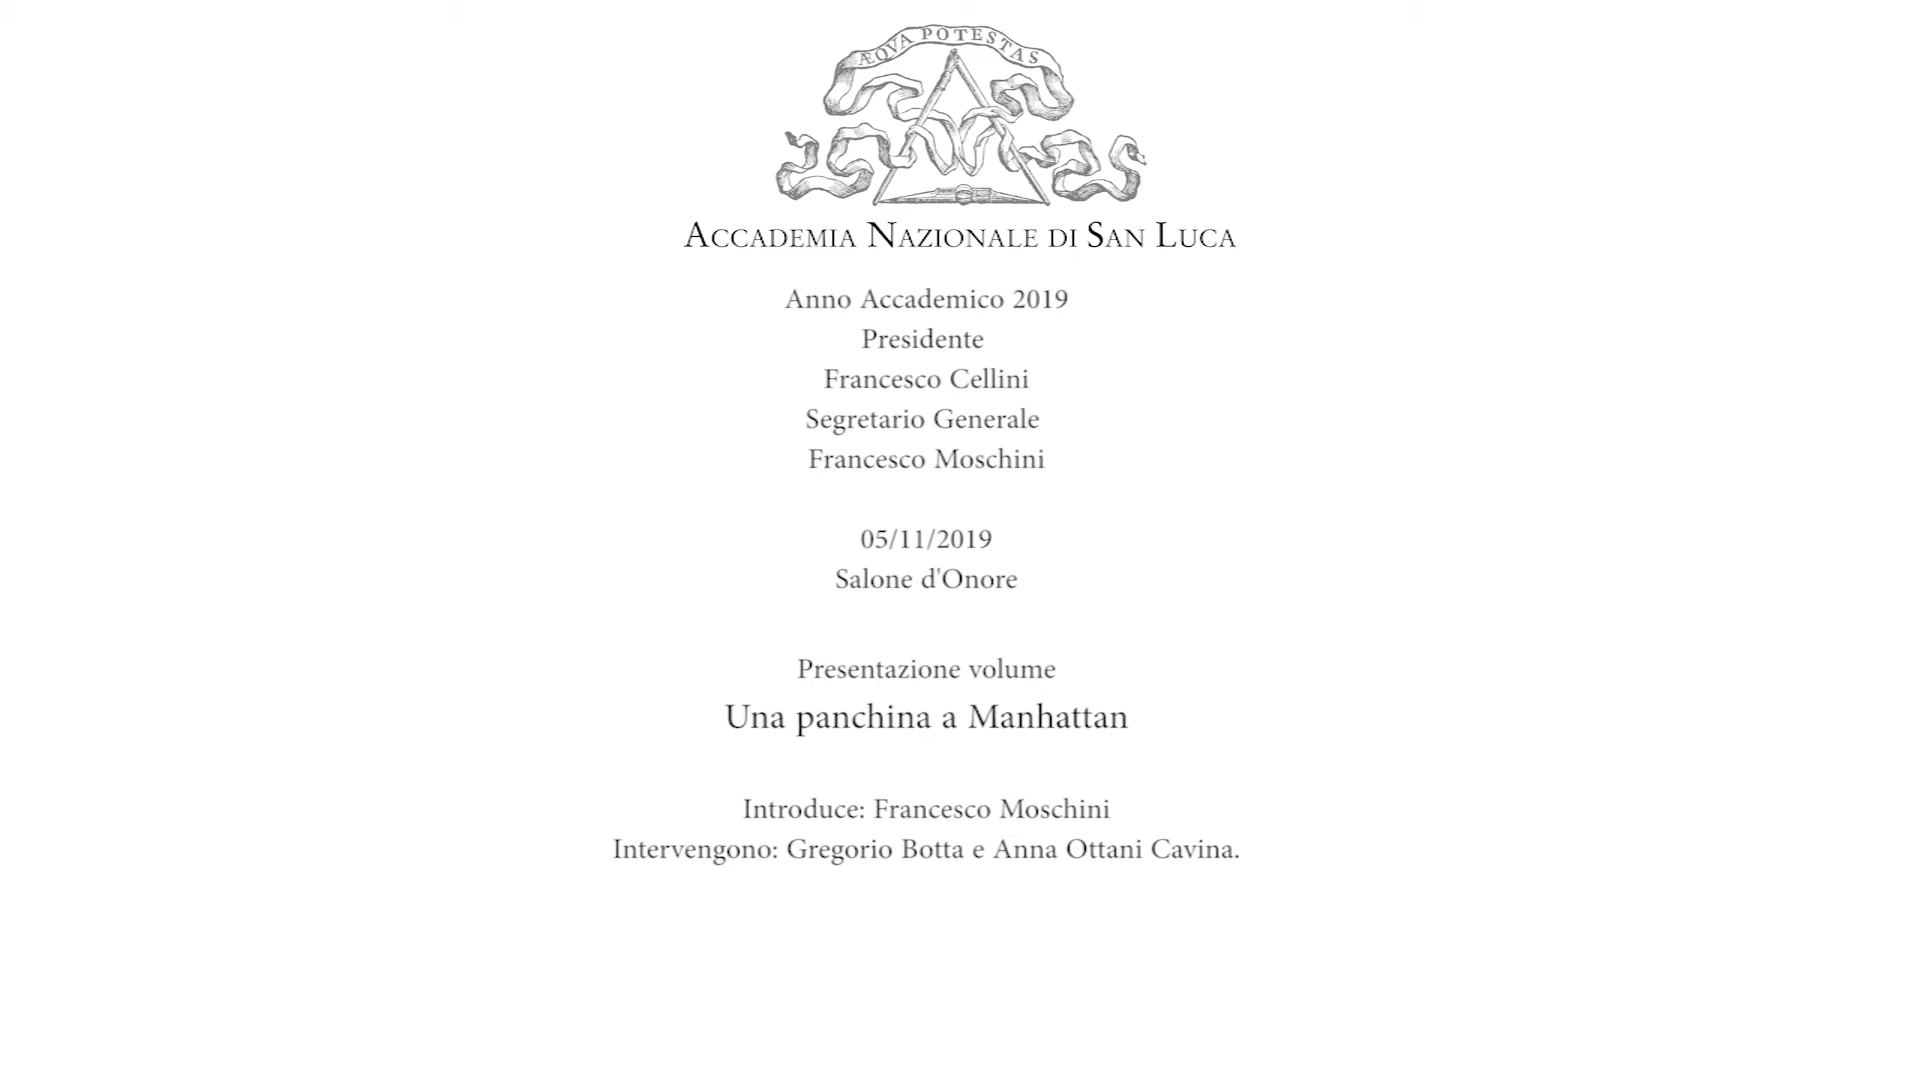 ÆQVA POTESTAS
Accademia Nazionale di San Luca
Anno Accademico 2019
Presidente
Francesco Cellini
Segretario Generale
Francesco Moschini
05/11/2019
Salone d'Onore
Presentazione volume
Una panchina a Manhattan
Introduce: Francesco Moschini
Intervengono: Gregorio Botta e Anna Ottani Cavina.